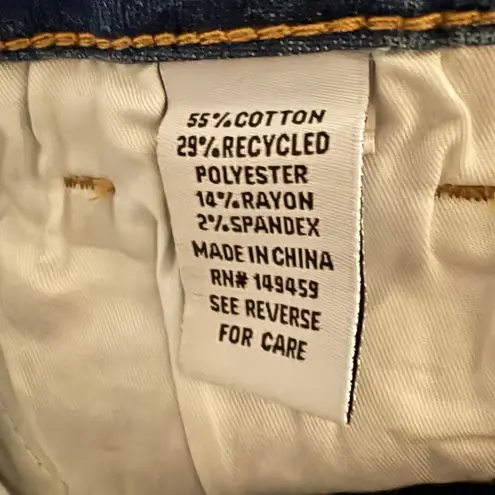 55% COTTON
29% RECYCLED
POLYESTER
14% RAYON
2% SPANDEX
MADE IN CHINA
RN# 149459
SEE REVERSE
FOR CARE